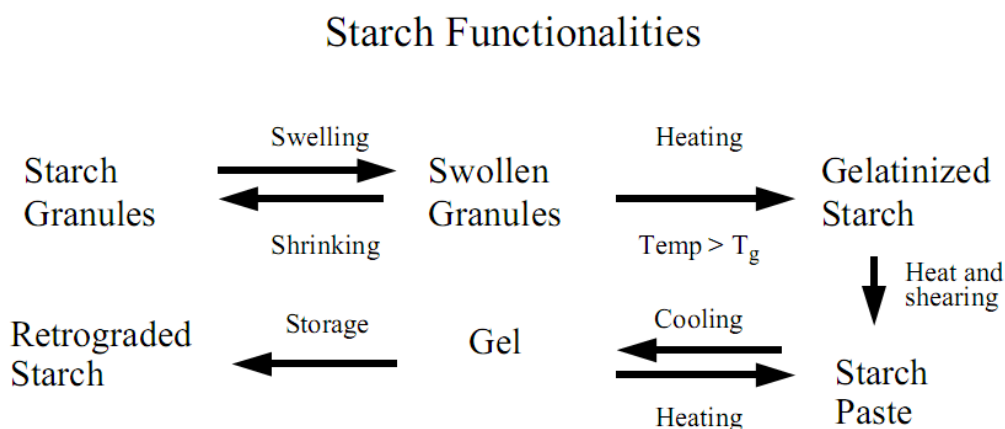 Starch Functionalities
Swelling
Heating
Starch
Granules
Swollen
Granules
Gelatinized
Starch
Shrinking
Temp > Tg
Heat and
shearing
Retrograded
Starch
Storage
Gel
Cooling
Heating
Starch
Paste